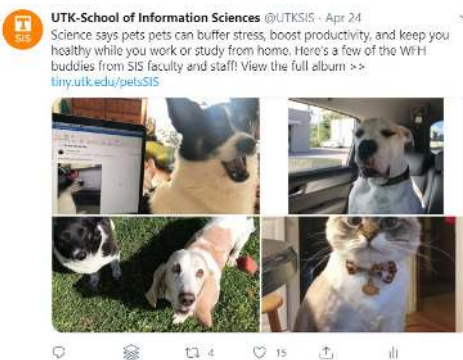 UTK-School of Information Sciences @UTKSIS · Apr 24
Science says pets pets can buffer stress, boost productivity, and keep you
healthy while you work or study from home. Here's a few of the WFH
buddies from SIS faculty and staff! View the full album >>
tiny.utk.edu/petsSIS
T
SIS
4
15